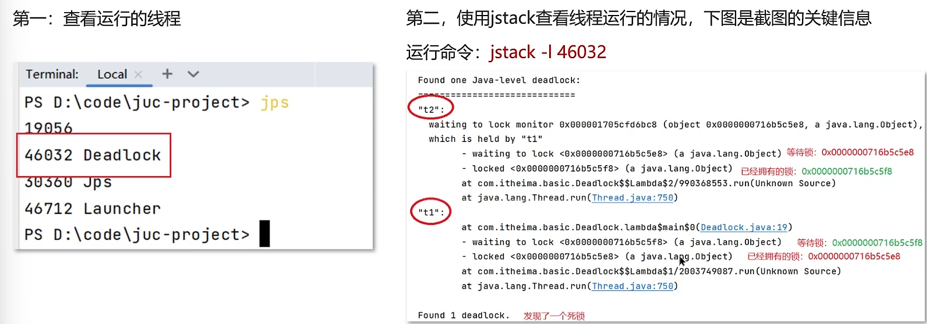 第一：查看运行的线程
Terminal: Local × + ∨
PS D:\code\juc-project> jps
19056
46032 Deadlock
30360 Jps
46712 Launcher
PS D:\code\juc-project>
第二，使用jstack查看线程运行的情况，下图是截图的关键信息
运行命令：jstack -l 46032
Found one Java-level deadlock:
=============================
"t2":
waiting to lock monitor 0x000001705cfd6bc8 (object 0x0000000716b5c5e8, a java.lang.Object),
which is held by "t1"
- waiting to lock <0x0000000716b5c5e8> (a java.lang.Object) 等待锁：0x0000000716b5c5e8
- locked <0x0000000716b5c5f8> (a java.lang.Object) 已经拥有的锁：0x0000000716b5c5f8
at com.itheima.basic.Deadlock$$Lambda$2/990368553.run(Unknown Source)
at java.lang.Thread.run(Thread.java:750)
"t1":
at com.itheima.basic.Deadlock.lambda$main$0(Deadlock.java:19)
- waiting to lock <0x0000000716b5c5f8> (a java.lang.Object) 等待锁：0x0000000716b5c5f8
- locked <0x0000000716b5c5e8> (a java.lang.Object) 已经拥有的锁：0x0000000716b5c5e8
at com.itheima.basic.Deadlock$$Lambda$1/2003749087.run(Unknown Source)
at java.lang.Thread.run(Thread.java:750)
Found 1 deadlock. 发现了一个死锁